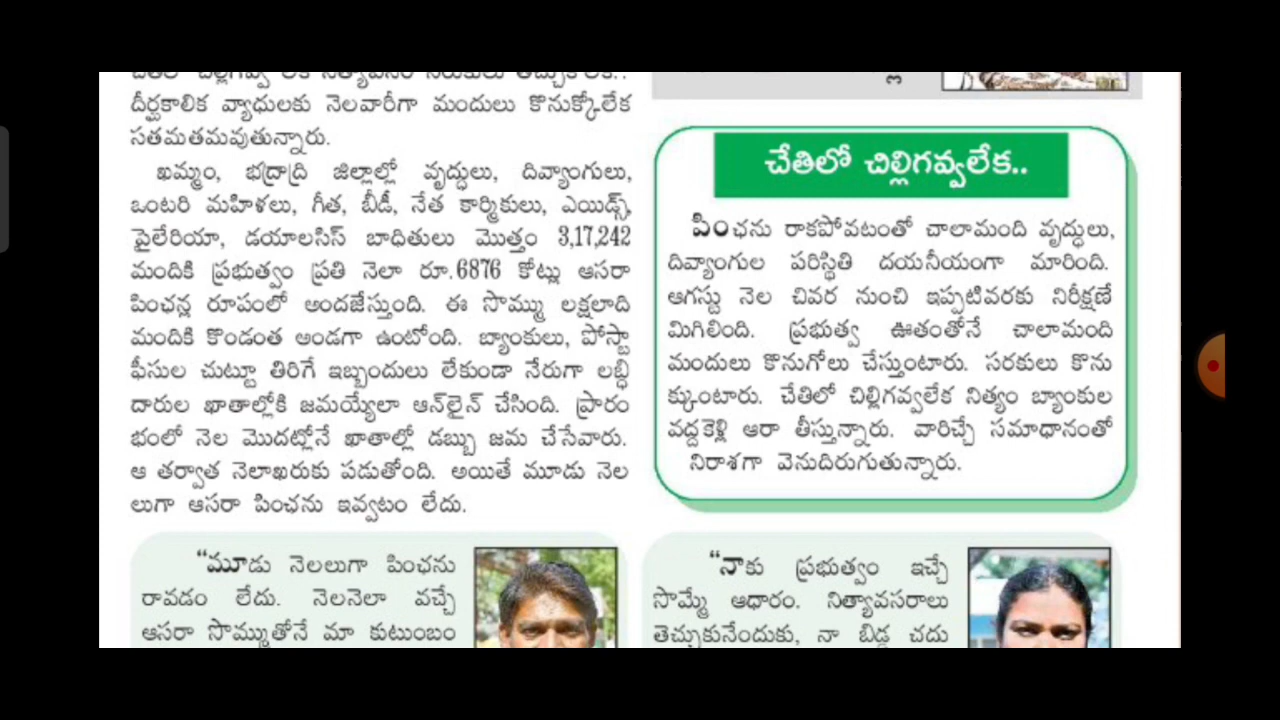 దీర్ఘకాలిక వ్యాధులకు నెలవారీగా మందులు కొనుక్కోలేక
సతమతమవుతున్నారు.
ఖమ్మం, భద్రాద్రి జిల్లాల్లో వృద్ధులు, దివ్యాంగులు,
ఒంటరి మహిళలు, గీత, బీడీ, నేత కార్మికులు, ఎయిడ్స్,
ఫైలేరియా, డయాలసిస్ బాధితులు మొత్తం 3,17,242
మందికి ప్రభుత్వం ప్రతి నెలా రూ.6876 కోట్లు ఆసరా
పింఛన్ల రూపంలో అందజేస్తుంది. ఈ సొమ్ము లక్షలాది
మందికి కొండంత అండగా ఉంటోంది. బ్యాంకులు, పోస్టా
ఫీసుల చుట్టూ తిరిగే ఇబ్బందులు లేకుండా నేరుగా లబ్ధి
దారుల ఖాతాల్లోకి జమయ్యేలా ఆన్‌లైన్ చేసింది. ప్రారం
భంలో నెల మొదట్లోనే ఖాతాల్లో డబ్బు జమ చేసేవారు.
ఆ తర్వాత నెలాఖరుకు పడుతోంది. అయితే మూడు నెల
లుగా ఆసరా పింఛను ఇవ్వటం లేదు.
చేతిలో చిల్లిగవ్వలేక..
పింఛను రాకపోవటంతో చాలామంది వృద్ధులు,
దివ్యాంగుల పరిస్థితి దయనీయంగా మారింది.
ఆగస్టు నెల చివర నుంచి ఇప్పటివరకు నిరీక్షణే
మిగిలింది. ప్రభుత్వ ఊతంతోనే చాలామంది
మందులు కొనుగోలు చేస్తుంటారు. సరకులు కొను
క్కుంటారు. చేతిలో చిల్లిగవ్వలేక నిత్యం బ్యాంకుల
వద్దకెళ్లి ఆరా తీస్తున్నారు. వారిచ్చే సమాధానంతో
నిరాశగా వెనుదిరుగుతున్నారు.
“మూడు నెలలుగా పింఛను
రావడం లేదు. నెలనెలా వచ్చే
ఆసరా సొమ్ముతోనే మా కుటుంబం
“నాకు ప్రభుత్వం ఇచ్చే
సొమ్మే ఆధారం. నిత్యావసరాలు
తెచ్చుకునేందుకు, నా బిడ్డ చదు